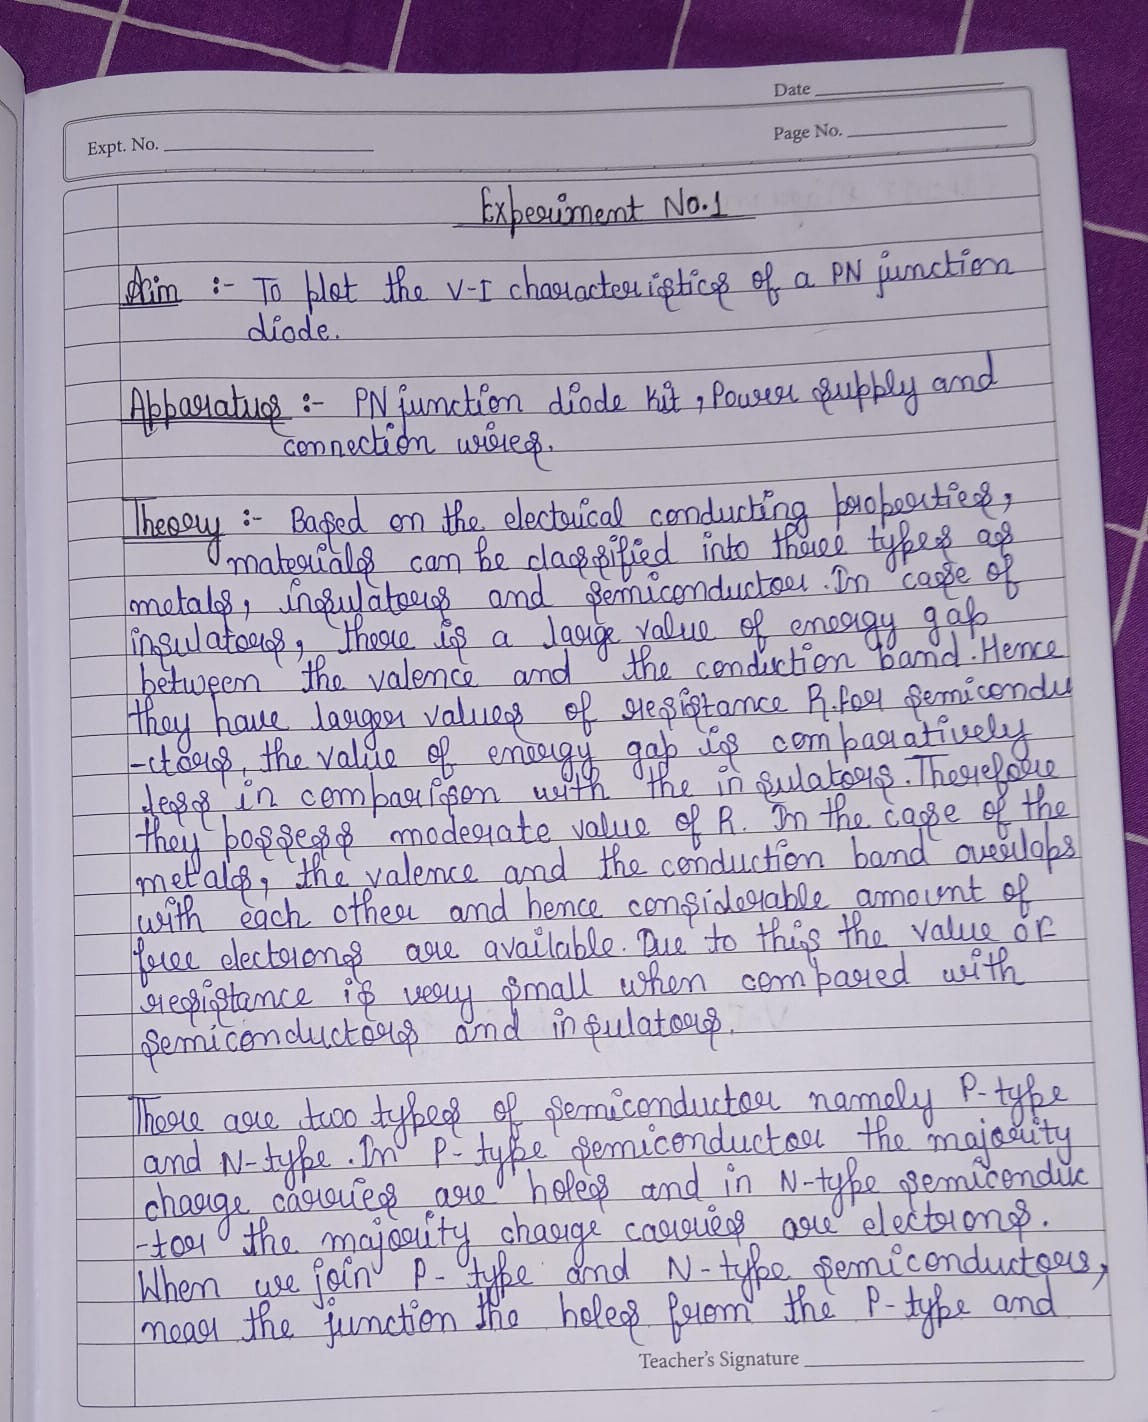 Date
Expt. No.
Page No.
Experiment No.1
Aim :- To plot the V-I characteristics of a PN junction
diode.
Apparatus :- PN junction diode kit, Power supply and
connection wires.
Theory :- Based on the electrical conducting properties,
materials can be classified into three types as
metals, insulators and semiconductor. In case of
insulators, there is a large value of energy gap
between the valence and the conduction band. Hence
they have larger values of resistance R. for semicondu
-ctors, the value of energy gap is comparatively
less in comparison with the insulators. Therefore
they possess moderate value of R. In the case of the
metals, the valence and the conduction band overlaps
with each other and hence considerable amount of
free electrons are available. Due to this the value or
resistance is very small when compared with
semiconductors and insulators.
There are two types of semiconductor namely P-type
and N-type. In P-type semiconductor the majority
charge carries are holes and in N-type semiconduc
-tor the majority charge carries are electrons.
When we join P-type and N-type semiconductors,
near the junction the holes from the P-type and
Teacher's Signature